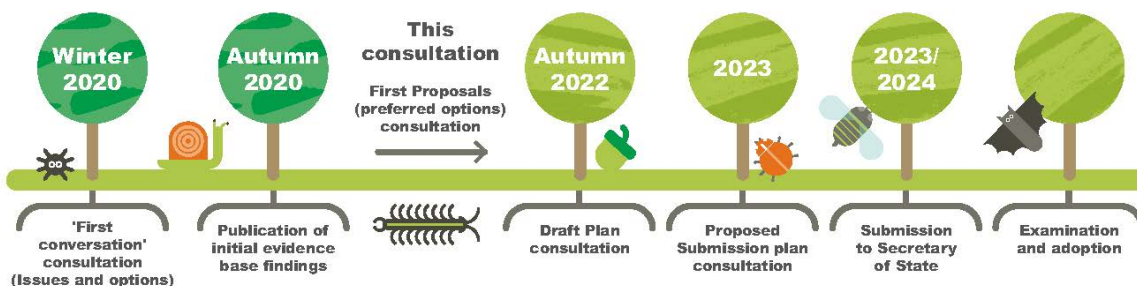 Winter
2020
'First
conversation'
consultation
(Issues and options)
Autumn
2020
Publication of
initial evidence
base findings
This
consultation
First Proposals
(preferred options)
consultation
Autumn
2022
Draft Plan
consultation
2023
Proposed
Submission plan
consultation
2023/
2024
Submission
to Secretary
of State
Examination
and adoption